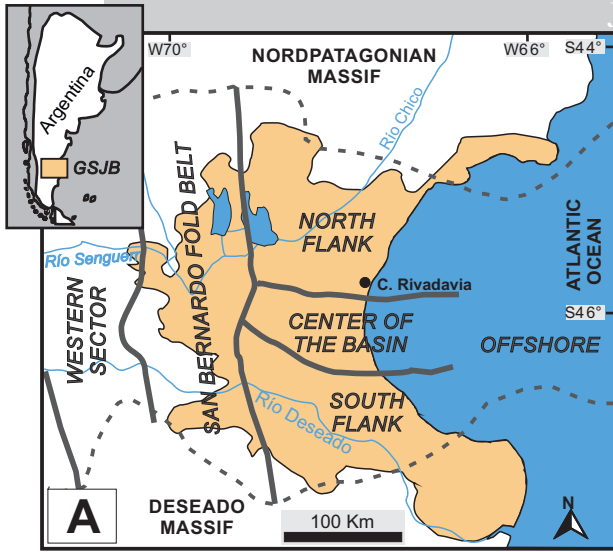 W70°
W66°
S44°
NORDPATAGONIAN
MASSIF
Argentina
GSJB
Río Chico
SAN BERNARDO FOLD BELT
NORTH
FLANK
ATLANTIC
OCEAN
Río Senguerr
C. Rivadavia
S46°
WESTERN
SECTOR
CENTER OF
THE BASIN
OFFSHORE
Río Deseado
SOUTH
FLANK
A
DESEADO
MASSIF
100 Km
N